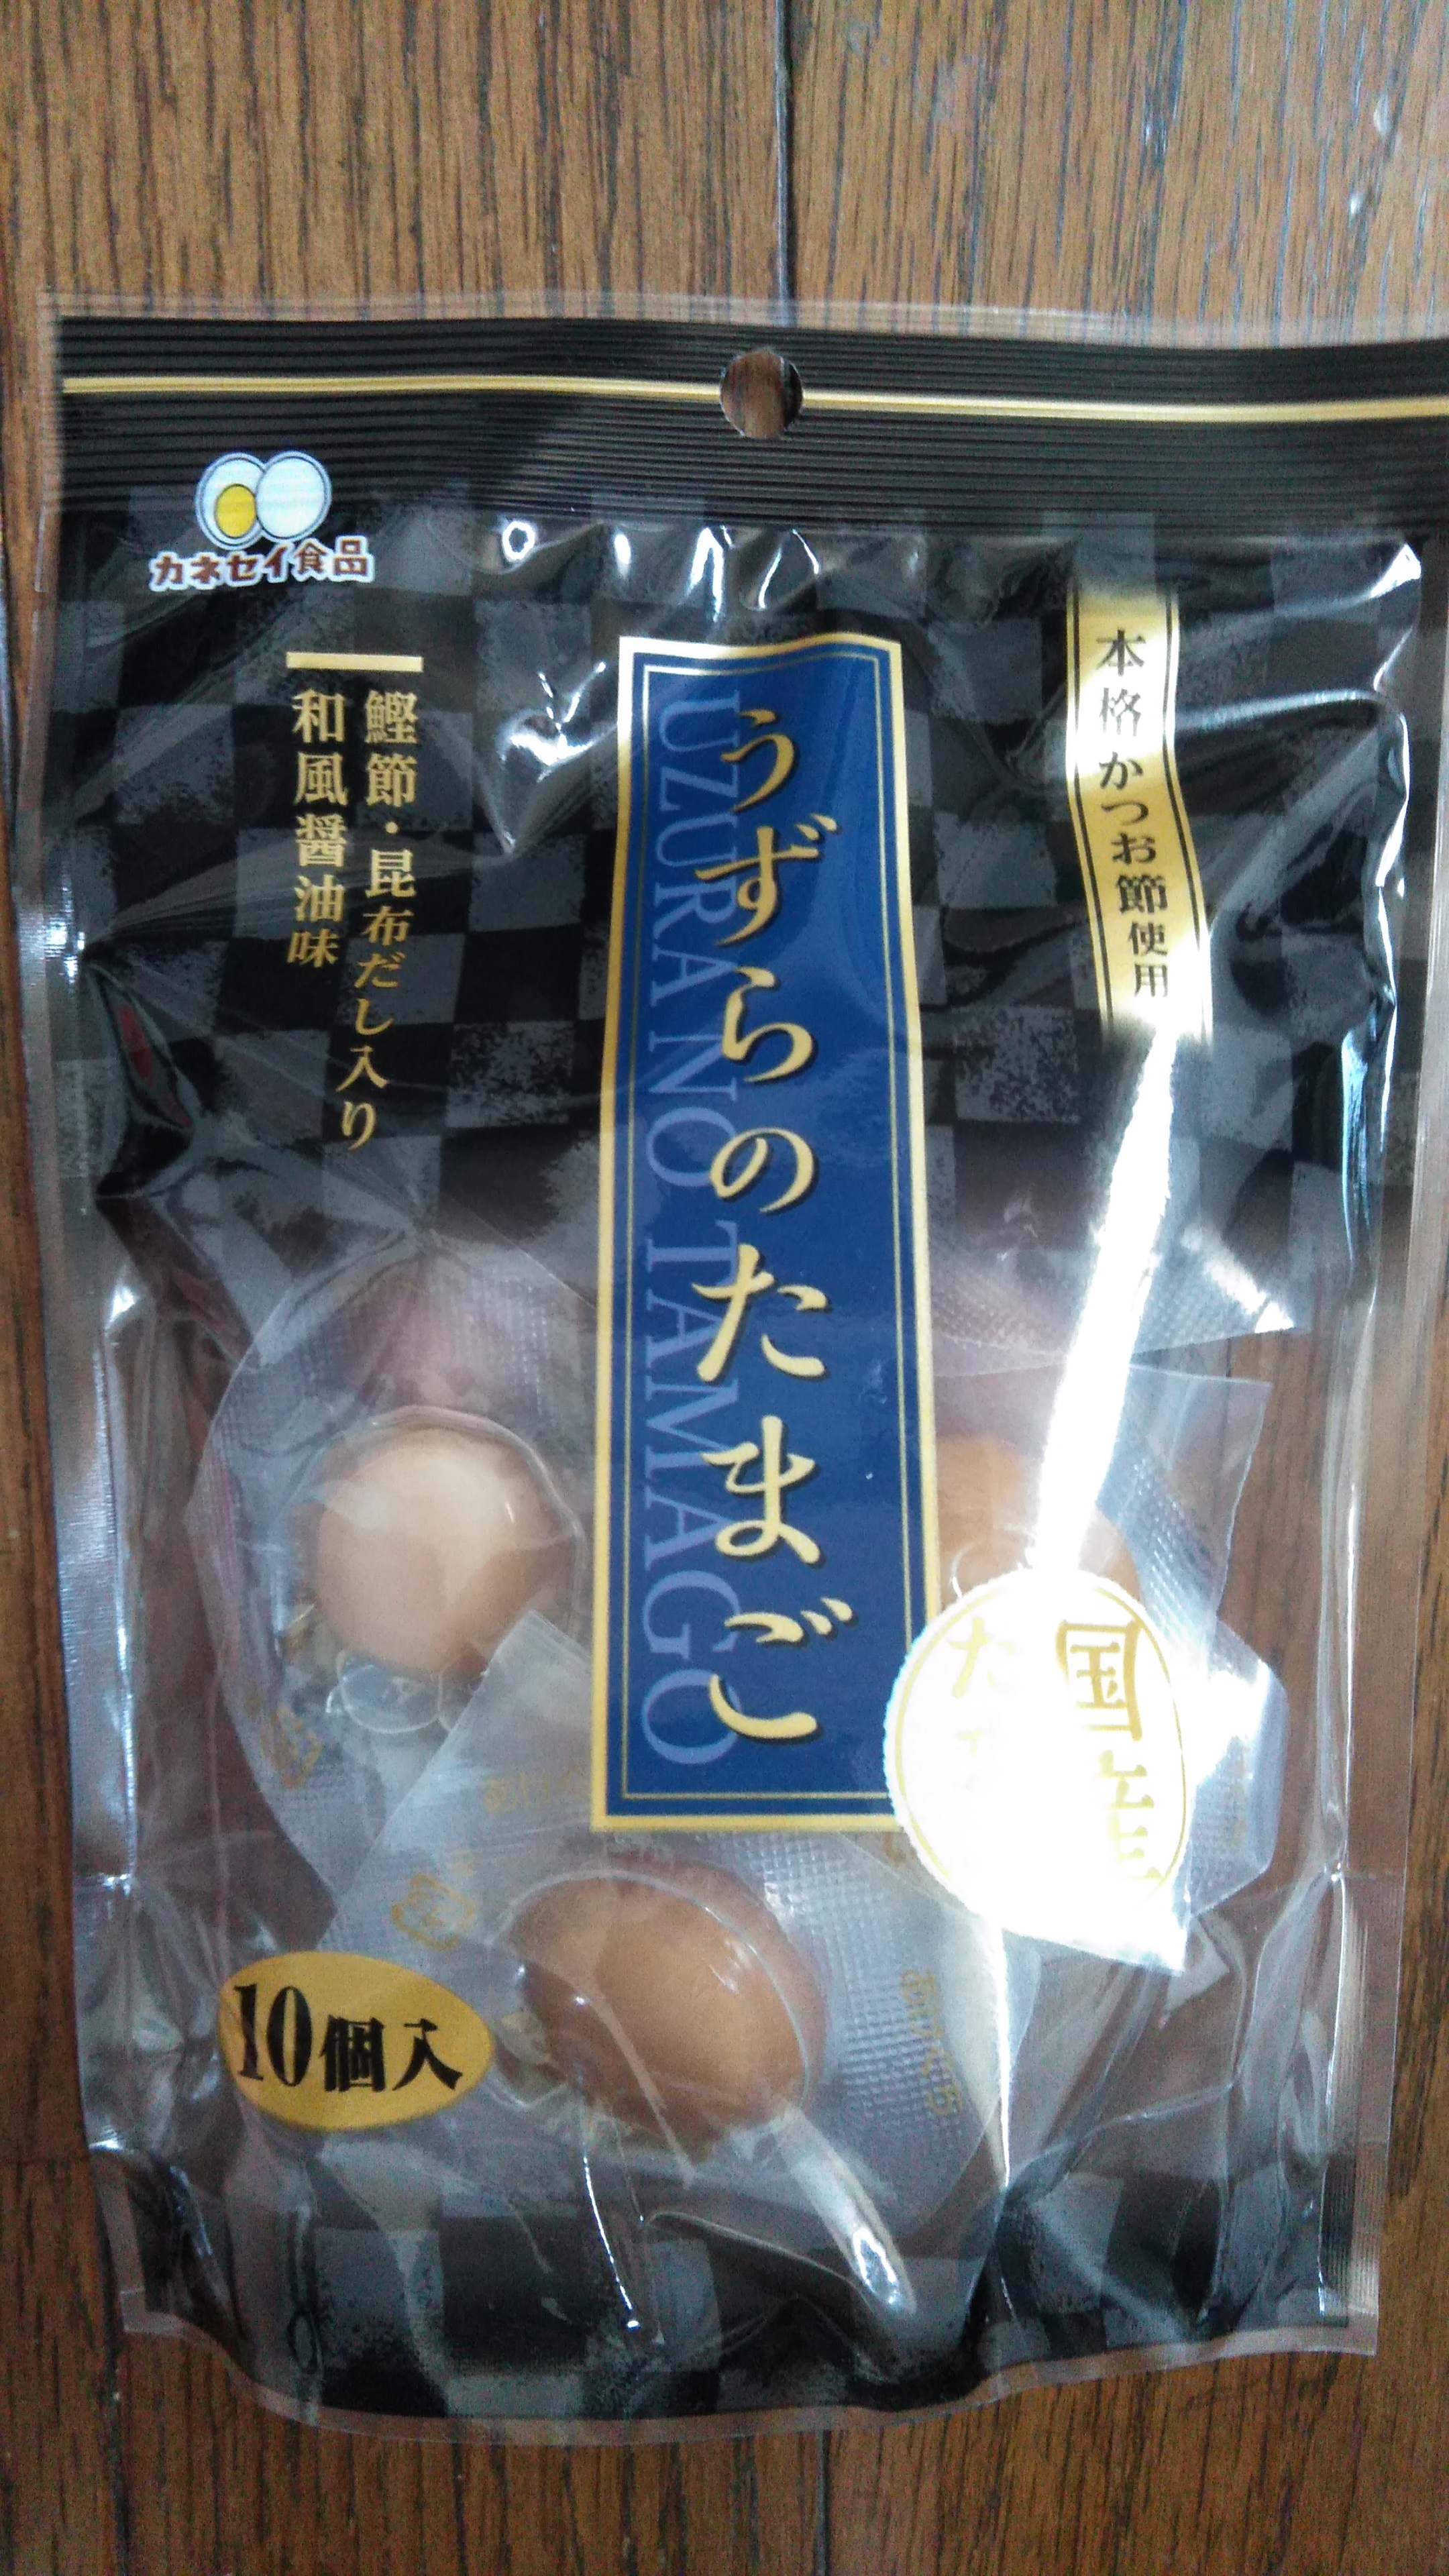 カネセイ食品
本格かつお節使用
うずらのたまご
UZURA NO TAMAGO
鰹節・昆布だし入り
和風醤油味
国産
10個入